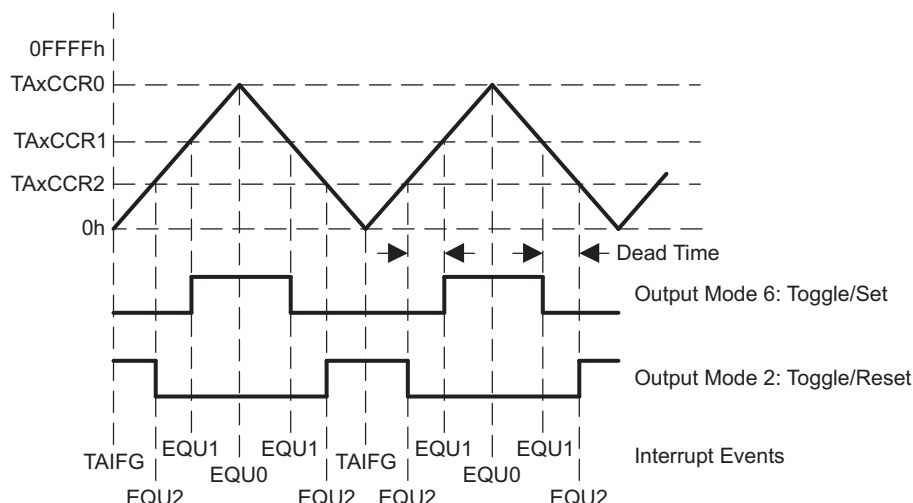 0FFFFh
TAxCCR0
TAxCCR1
TAxCCR2
0h
Dead Time
Output Mode 6: Toggle/Set
Output Mode 2: Toggle/Reset
EQU1 EQU1 EQU1 EQU1
TAIFG EQU0 TAIFG EQU0 Interrupt Events
EQU2 EQU2 EQU2 EQU2